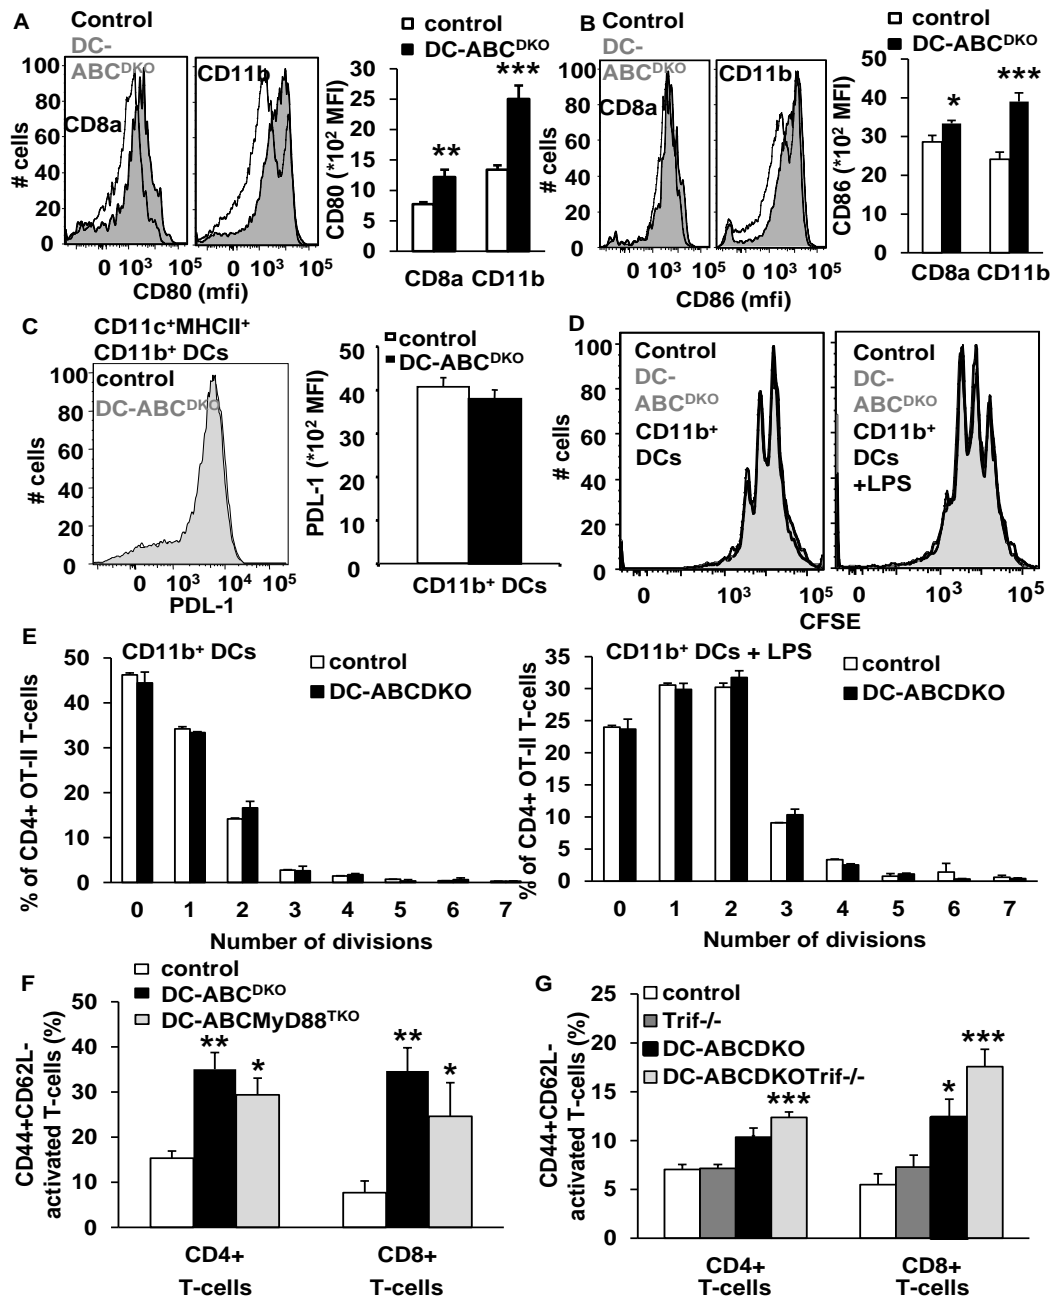 A
Control
DC-
ABCDKO
CD8a
CD11b
# cells
100
80
60
40
20
0
0 10³ 10⁵
0 10³ 10⁵
CD80 (mfi)
control
DC-ABCDKO
CD80 (*10² MFI)
30
25
20
15
10
5
0
**
***
CD8a CD11b
B
Control
DC-
ABCDKO
CD8a
CD11b
# cells
100
80
60
40
20
0
0 10³ 10⁵
0 10³ 10⁵
CD86 (mfi)
control
DC-ABCDKO
CD86 (*10² MFI)
50
40
30
20
10
0
*
***
CD8a CD11b
C
CD11c⁺MHCII⁺
CD11b⁺ DCs
control
DC-ABCDKO
# cells
100
80
60
40
20
0
0 10³ 10⁴ 10⁵
PDL-1
control
DC-ABCDKO
PDL-1 (*10² MFI)
50
40
30
20
10
0
CD11b⁺ DCs
D
Control
DC-
ABCDKO
CD11b⁺
DCs
Control
DC-
ABCDKO
CD11b⁺
DCs
+LPS
# cells
100
80
60
40
20
0
0 10³ 10⁵
0 10³ 10⁵
CFSE
E
CD11b⁺ DCs
control
DC-ABCDKO
% of CD4+ OT-II T-cells
50
40
30
20
10
0
0 1 2 3 4 5 6 7
Number of divisions
CD11b⁺ DCs + LPS
control
DC-ABCDKO
% of CD4+ OT-II T-cells
35
30
25
20
15
10
5
0
0 1 2 3 4 5 6 7
Number of divisions
F
control
DC-ABCDKO
DC-ABCMyD88TKO
CD44+CD62L-
activated T-cells (%)
50
40
30
20
10
0
**
*
**
*
CD4+
T-cells
CD8+
T-cells
G
control
Trif-/-
DC-ABCDKO
DC-ABCDKOTrif-/-
CD44+CD62L-
activated T-cells (%)
25
20
15
10
5
0
***
*
***
CD4+
T-cells
CD8+
T-cells